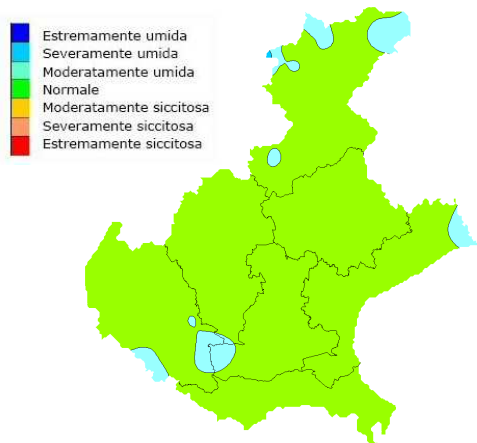 Estremamente umida
Severamente umida
Moderatamente umida
Normale
Moderatamente siccitosa
Severamente siccitosa
Estremamente siccitosa